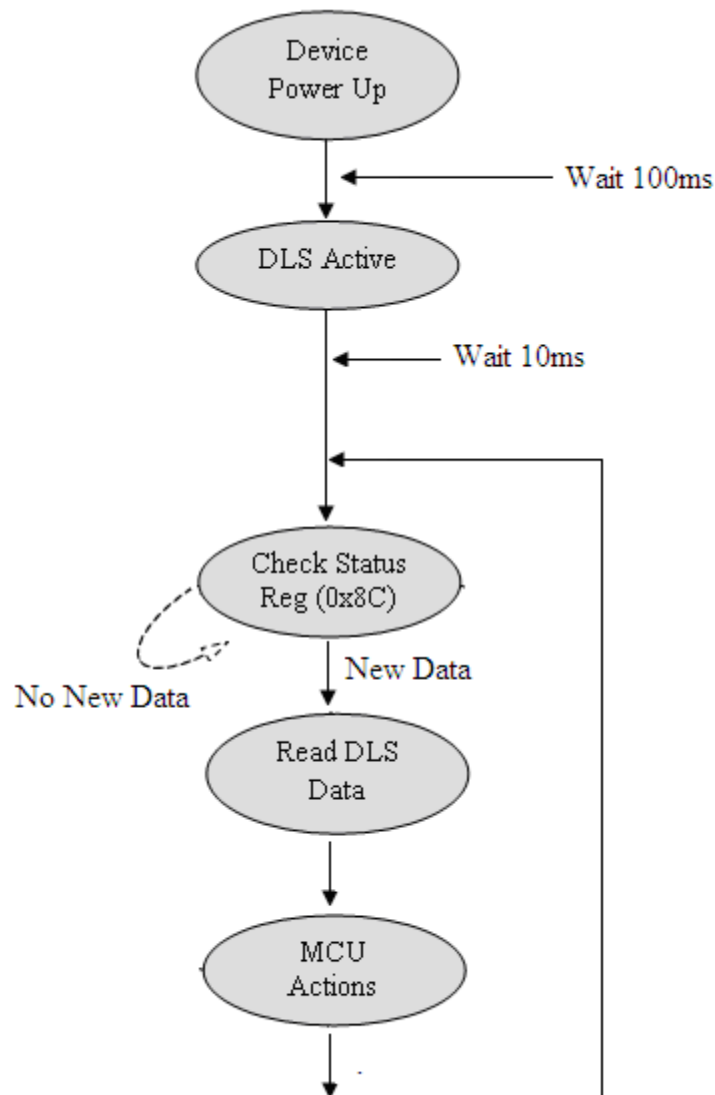 Device
Power Up
Wait 100ms
DLS Active
Wait 10ms
Check Status
Reg (0x8C)
New Data
No New Data
Read DLS
Data
MCU
Actions